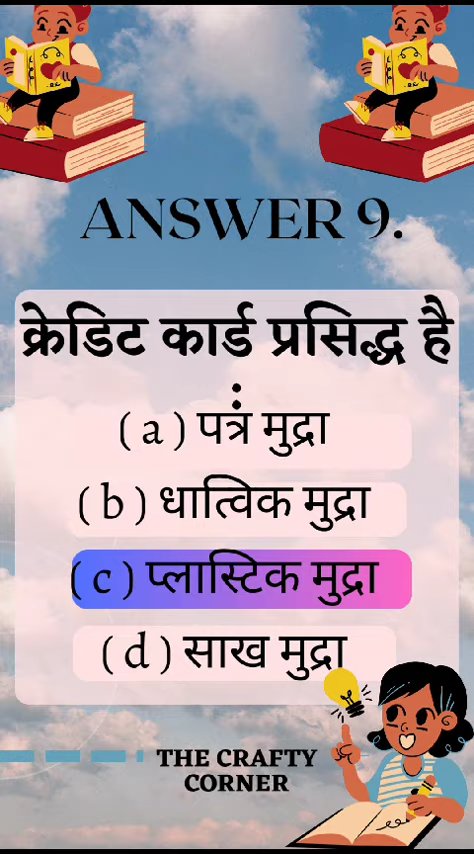 ANSWER 9.
क्रेडिट कार्ड प्रसिद्ध है
:
( a ) पत्र मुद्रा
( b ) धात्विक मुद्रा
( c ) प्लास्टिक मुद्रा
( d ) साख मुद्रा
THE CRAFTY
CORNER